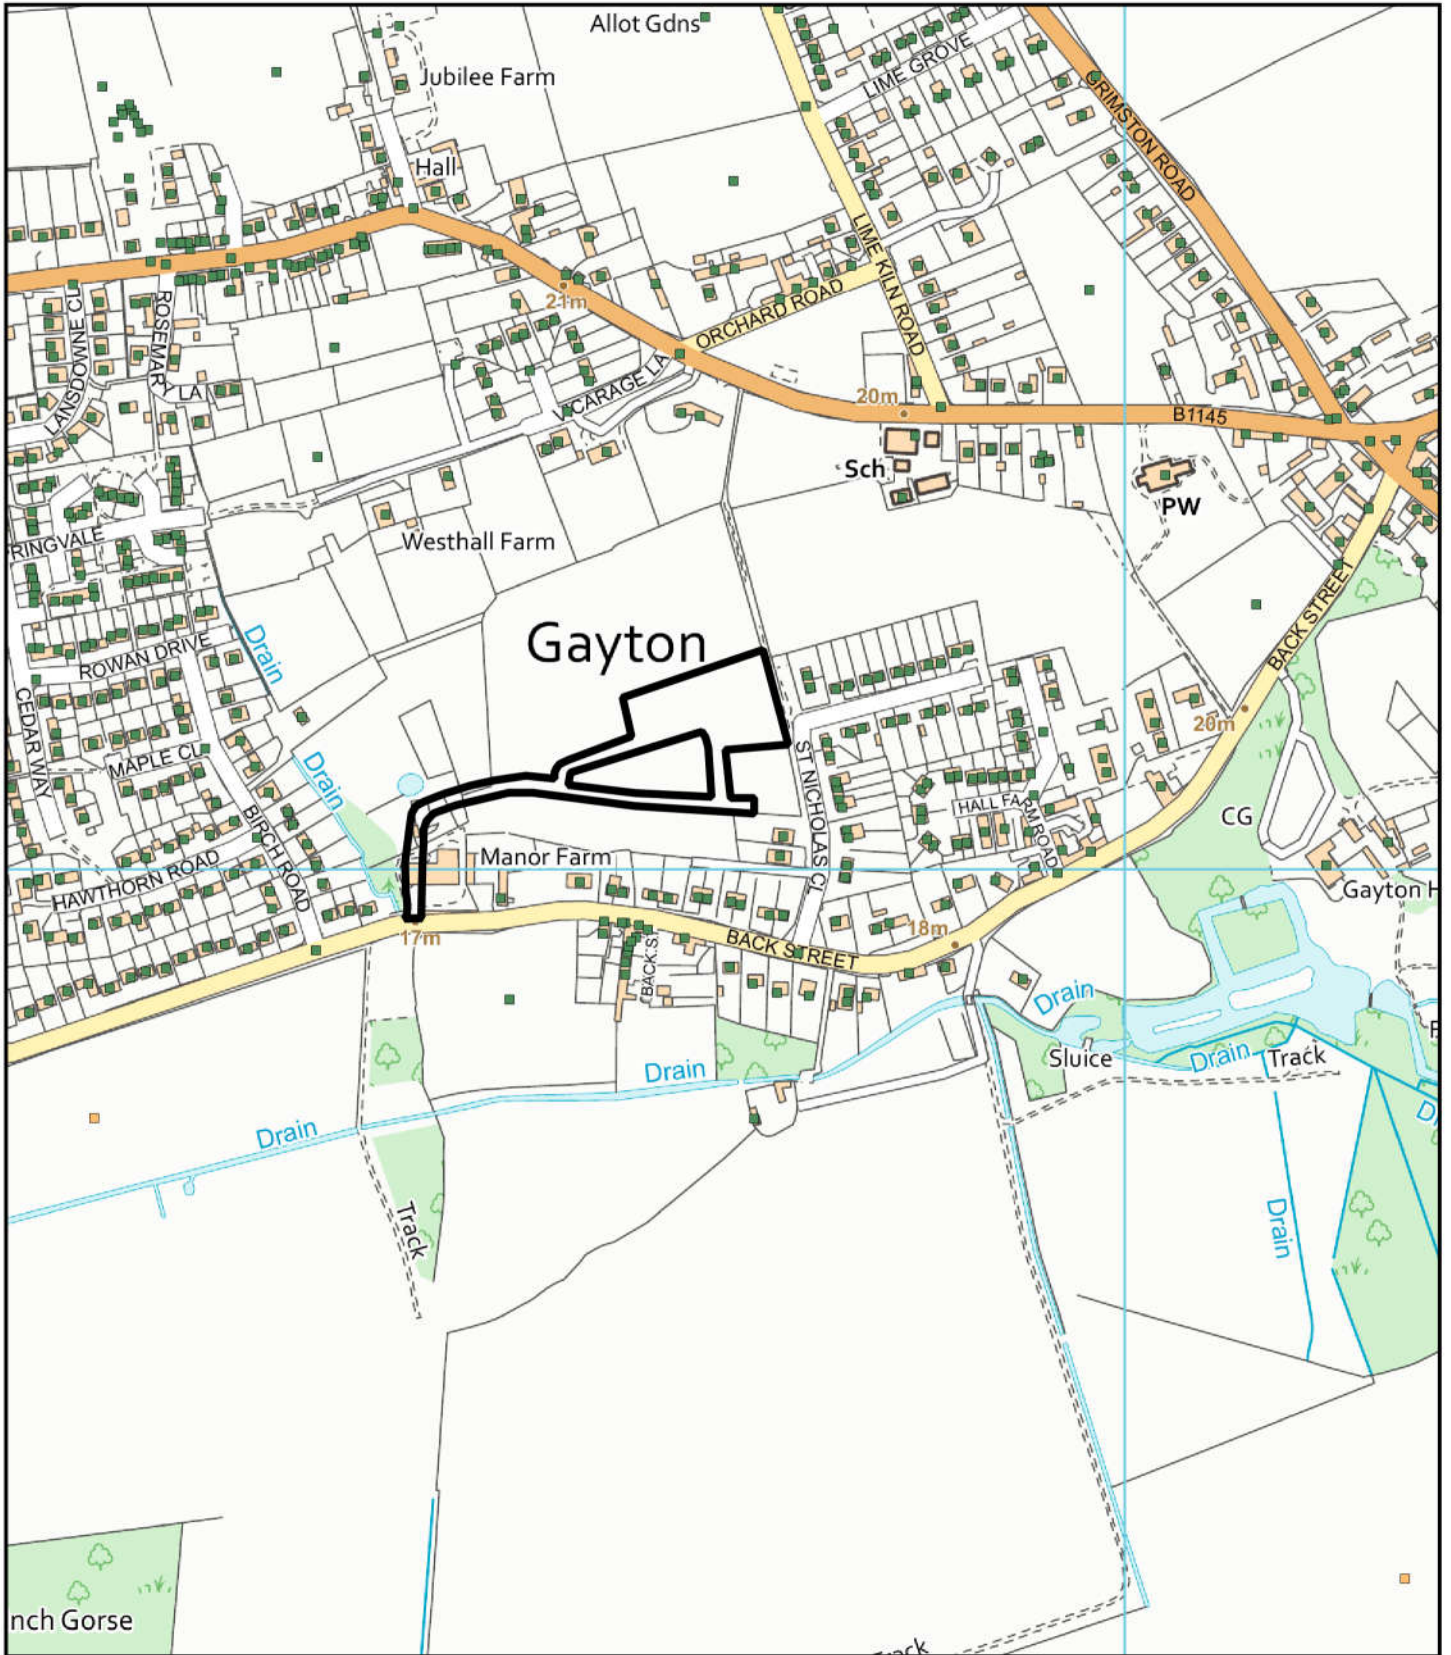 Allot Gdns
Jubilee Farm
LIME GROVE
GRIMSTON ROAD
Hall
LIME KILN ROAD
21m
ORCHARD ROAD
LANSDOWNE CL
ROSEMARY LA
VICARAGE LA
20m
B1145
Sch
PW
RINGVALE
Westhall Farm
BACK STREET
Gayton
Drain
ROWAN DRIVE
CEDAR WAY
20m
MAPLE CL
Drain
ST NICHOLAS CL
HALL FARM ROAD
CG
BIRCH ROAD
Manor Farm
HAWTHORN ROAD
Gayton H
17m
18m
BACK STREET
BACK S
Drain
Sluice
Drain
Track
Drain
Drain
Track
Drain
nch Gorse